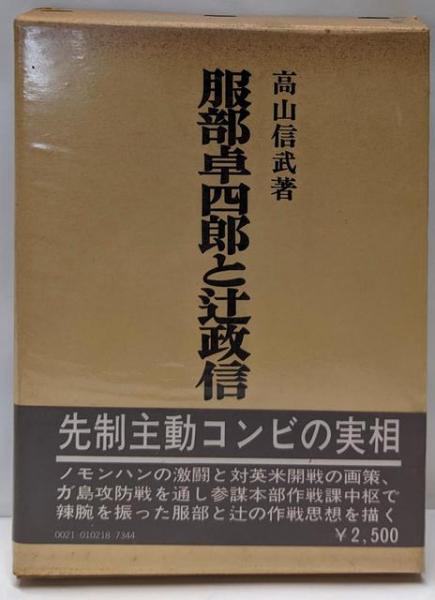 高山信武著
服部卓四郎と辻政信
先制主動コンビの実相
ノモンハンの激闘と対英米開戦の画策、
ガ島攻防戦を通し参謀本部作戦課中枢で
辣腕を振った服部と辻の作戦思想を描く
0021 010218 7344
￥2,500